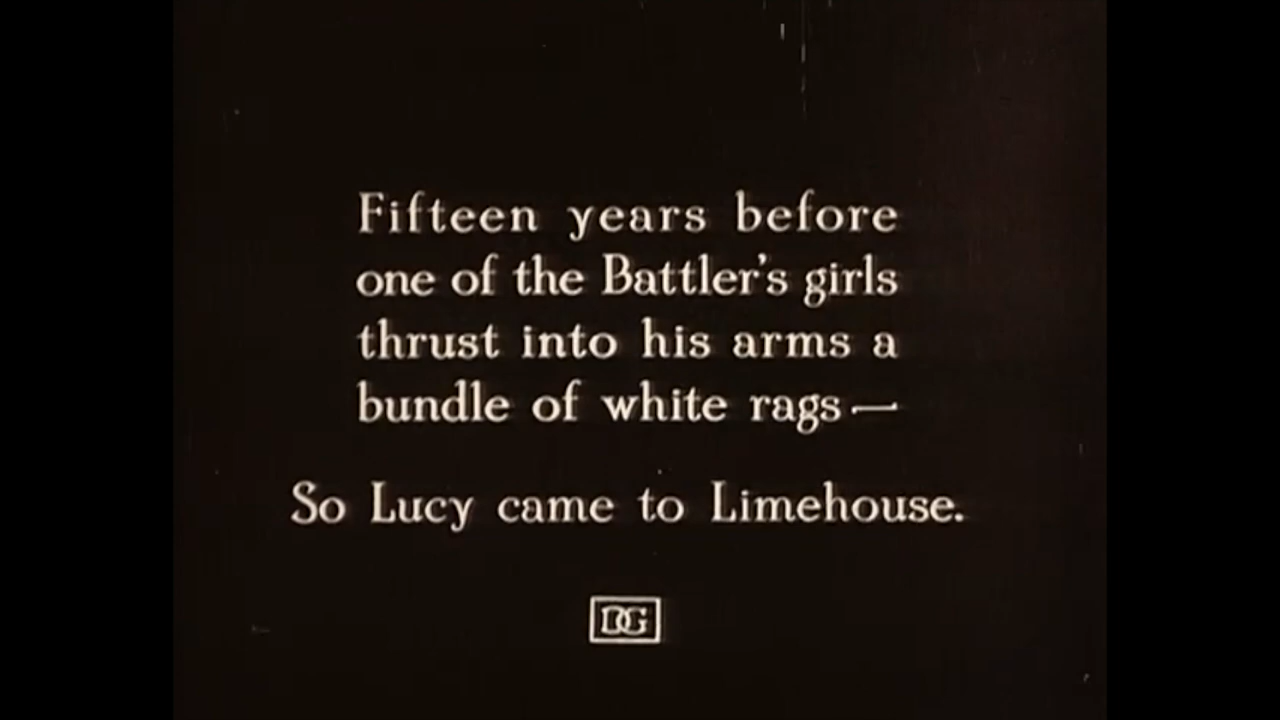 Fifteen years before
one of the Battler's girls
thrust into his arms a
bundle of white rags—
So Lucy came to Limehouse.
DG